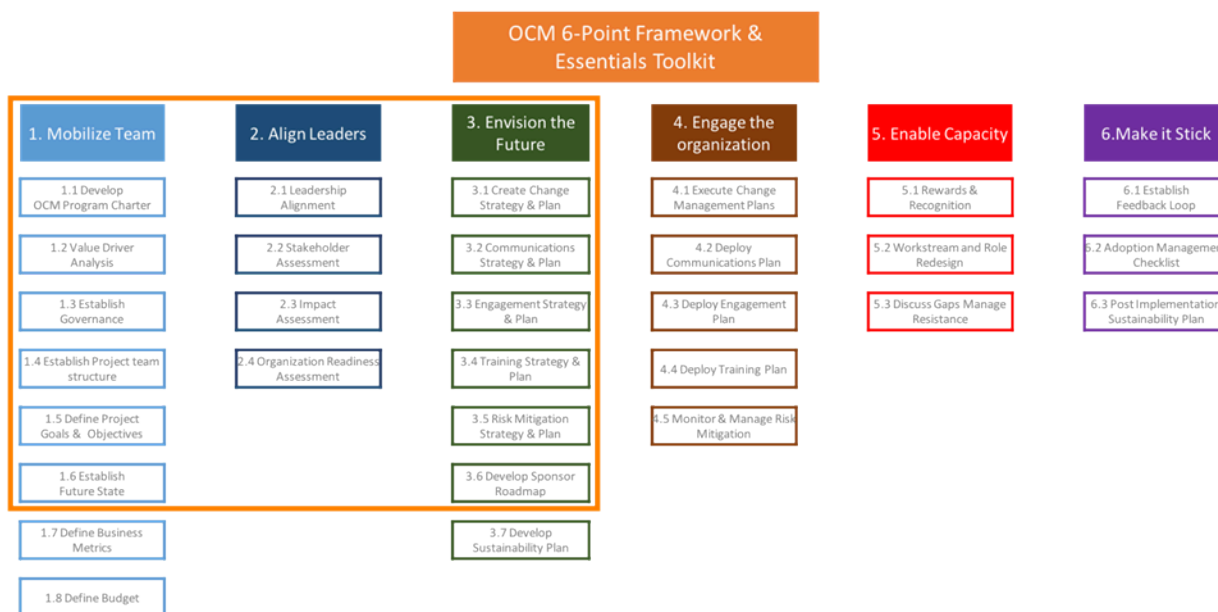 OCM 6-Point Framework &
Essentials Toolkit
1. Mobilize Team
1.1 Develop
OCM Program Charter
1.2 Value Driver
Analysis
1.3 Establish
Governance
1.4 Establish Project team
structure
1.5 Define Project
Goals & Objectives
1.6 Establish
Future State
1.7 Define Business
Metrics
1.8 Define Budget
2. Align Leaders
2.1 Leadership
Alignment
2.2 Stakeholder
Assessment
2.3 Impact
Assessment
2.4 Organization Readiness
Assessment
3. Envision the
Future
3.1 Create Change
Strategy & Plan
3.2 Communications
Strategy & Plan
3.3 Engagement Strategy
& Plan
3.4 Training Strategy &
Plan
3.5 Risk Mitigation
Strategy & Plan
3.6 Develop Sponsor
Roadmap
3.7 Develop
Sustainability Plan
4. Engage the
organization
4.1 Execute Change
Management Plans
4.2 Deploy
Communications Plan
4.3 Deploy Engagement
Plan
4.4 Deploy Training Plan
4.5 Monitor & Manage Risk
Mitigation
5. Enable Capacity
5.1 Rewards &
Recognition
5.2 Workstream and Role
Redesign
5.3 Discuss Gaps Manage
Resistance
6.Make it Stick
6.1 Establish
Feedback Loop
6.2 Adoption Management
Checklist
6.3 Post Implementation
Sustainability Plan